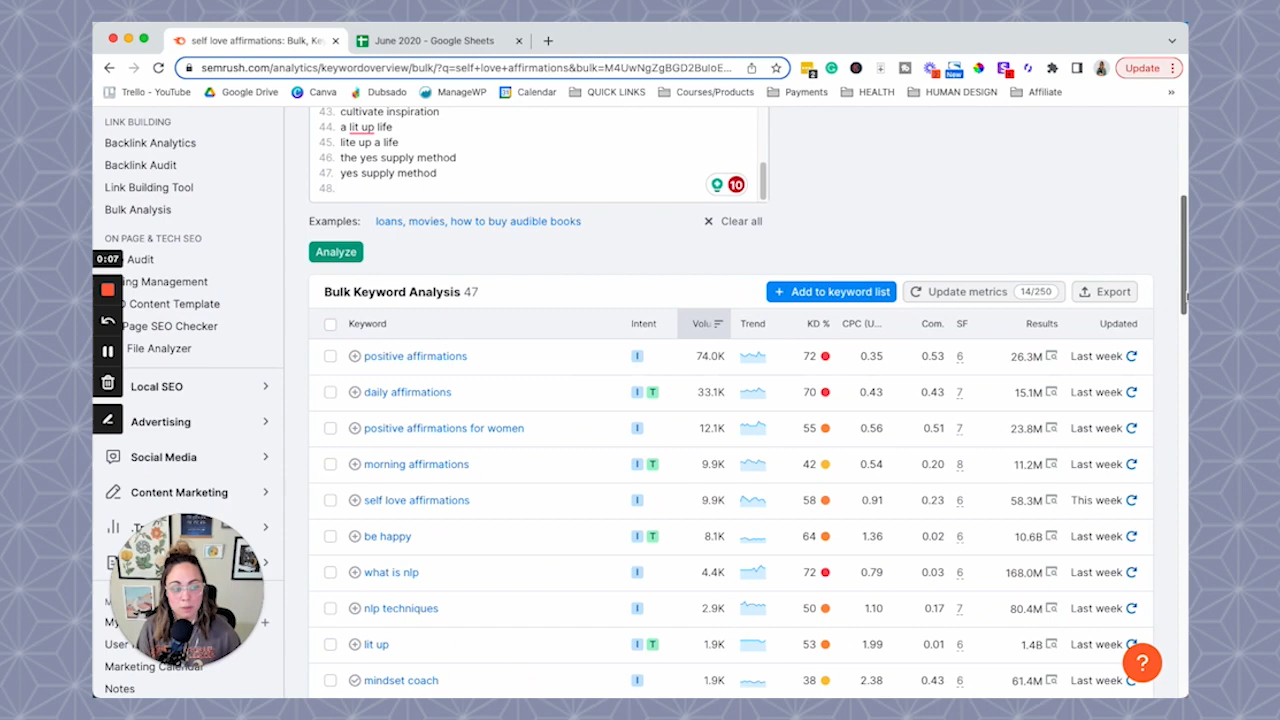 self love affirmations: Bulk, Ke
June 2020 - Google Sheets
semrush.com/analytics/keywordoverview/bulk/?q=self+love+affirmations&bulk=M4UwNgZgBGD2BuloE...
2
New
Update
Trello - YouTube
Google Drive
Canva
Dubsado
ManageWP
Calendar
QUICK LINKS
Courses/Products
Payments
HEALTH
HUMAN DESIGN
Affiliate
»
LINK BUILDING
Backlink Analytics
Backlink Audit
Link Building Tool
Bulk Analysis
ON PAGE & TECH SEO
Audit
ng Management
Content Template
Page SEO Checker
File Analyzer
Local SEO
Advertising
Social Media
Content Marketing
My
User
Marketing Calendar
Notes
0:07
43. cultivate inspiration
44. a lit up life
45. lite up a life
46. the yes supply method
47. yes supply method
48.
10
Examples: loans, movies, how to buy audible books
Clear all
Analyze
Bulk Keyword Analysis 47
+ Add to keyword list
Update metrics 14/250
Export
Keyword Intent Volu Trend KD % CPC (U... Com. SF Results Updated
positive affirmations I 74.0K 72 0.35 0.53 6 26.3M Last week
daily affirmations I T 33.1K 70 0.43 0.43 7 15.1M Last week
positive affirmations for women I 12.1K 55 0.56 0.51 7 23.8M Last week
morning affirmations I T 9.9K 42 0.54 0.20 8 11.2M Last week
self love affirmations I 9.9K 58 0.91 0.23 6 58.3M This week
be happy I T 8.1K 64 1.36 0.02 6 10.6B Last week
what is nlp I 4.4K 72 0.79 0.03 6 168.0M Last week
nlp techniques I 2.9K 50 1.10 0.17 7 80.4M Last week
lit up I T 1.9K 53 1.99 0.01 6 1.4B Last week
mindset coach I 1.9K 38 2.38 0.43 6 61.4M Last week
?